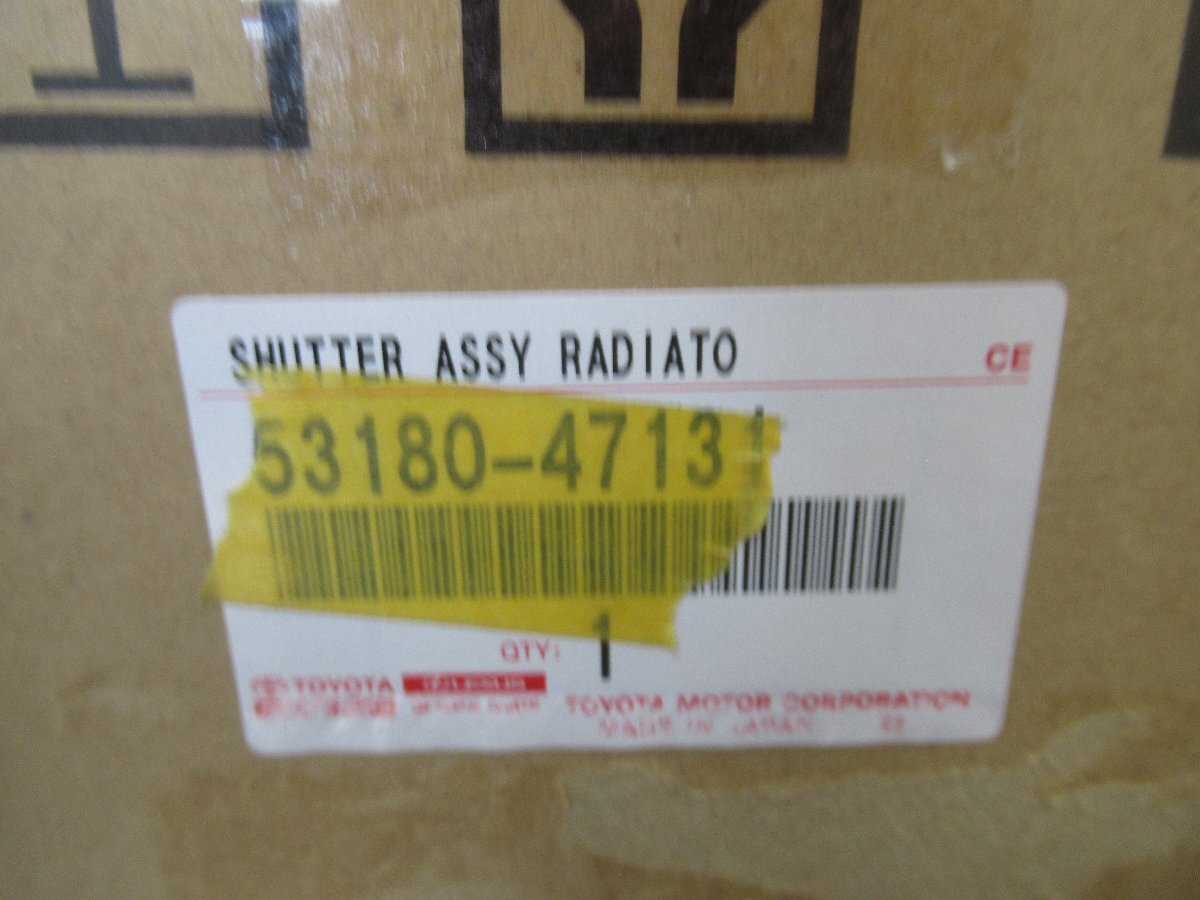 SHUTTER ASSY RADIATO
CE
53180-4713
QTY: 1
TOYOTA
TOYOTA MOTOR CORPORATION
MADE IN JAPAN